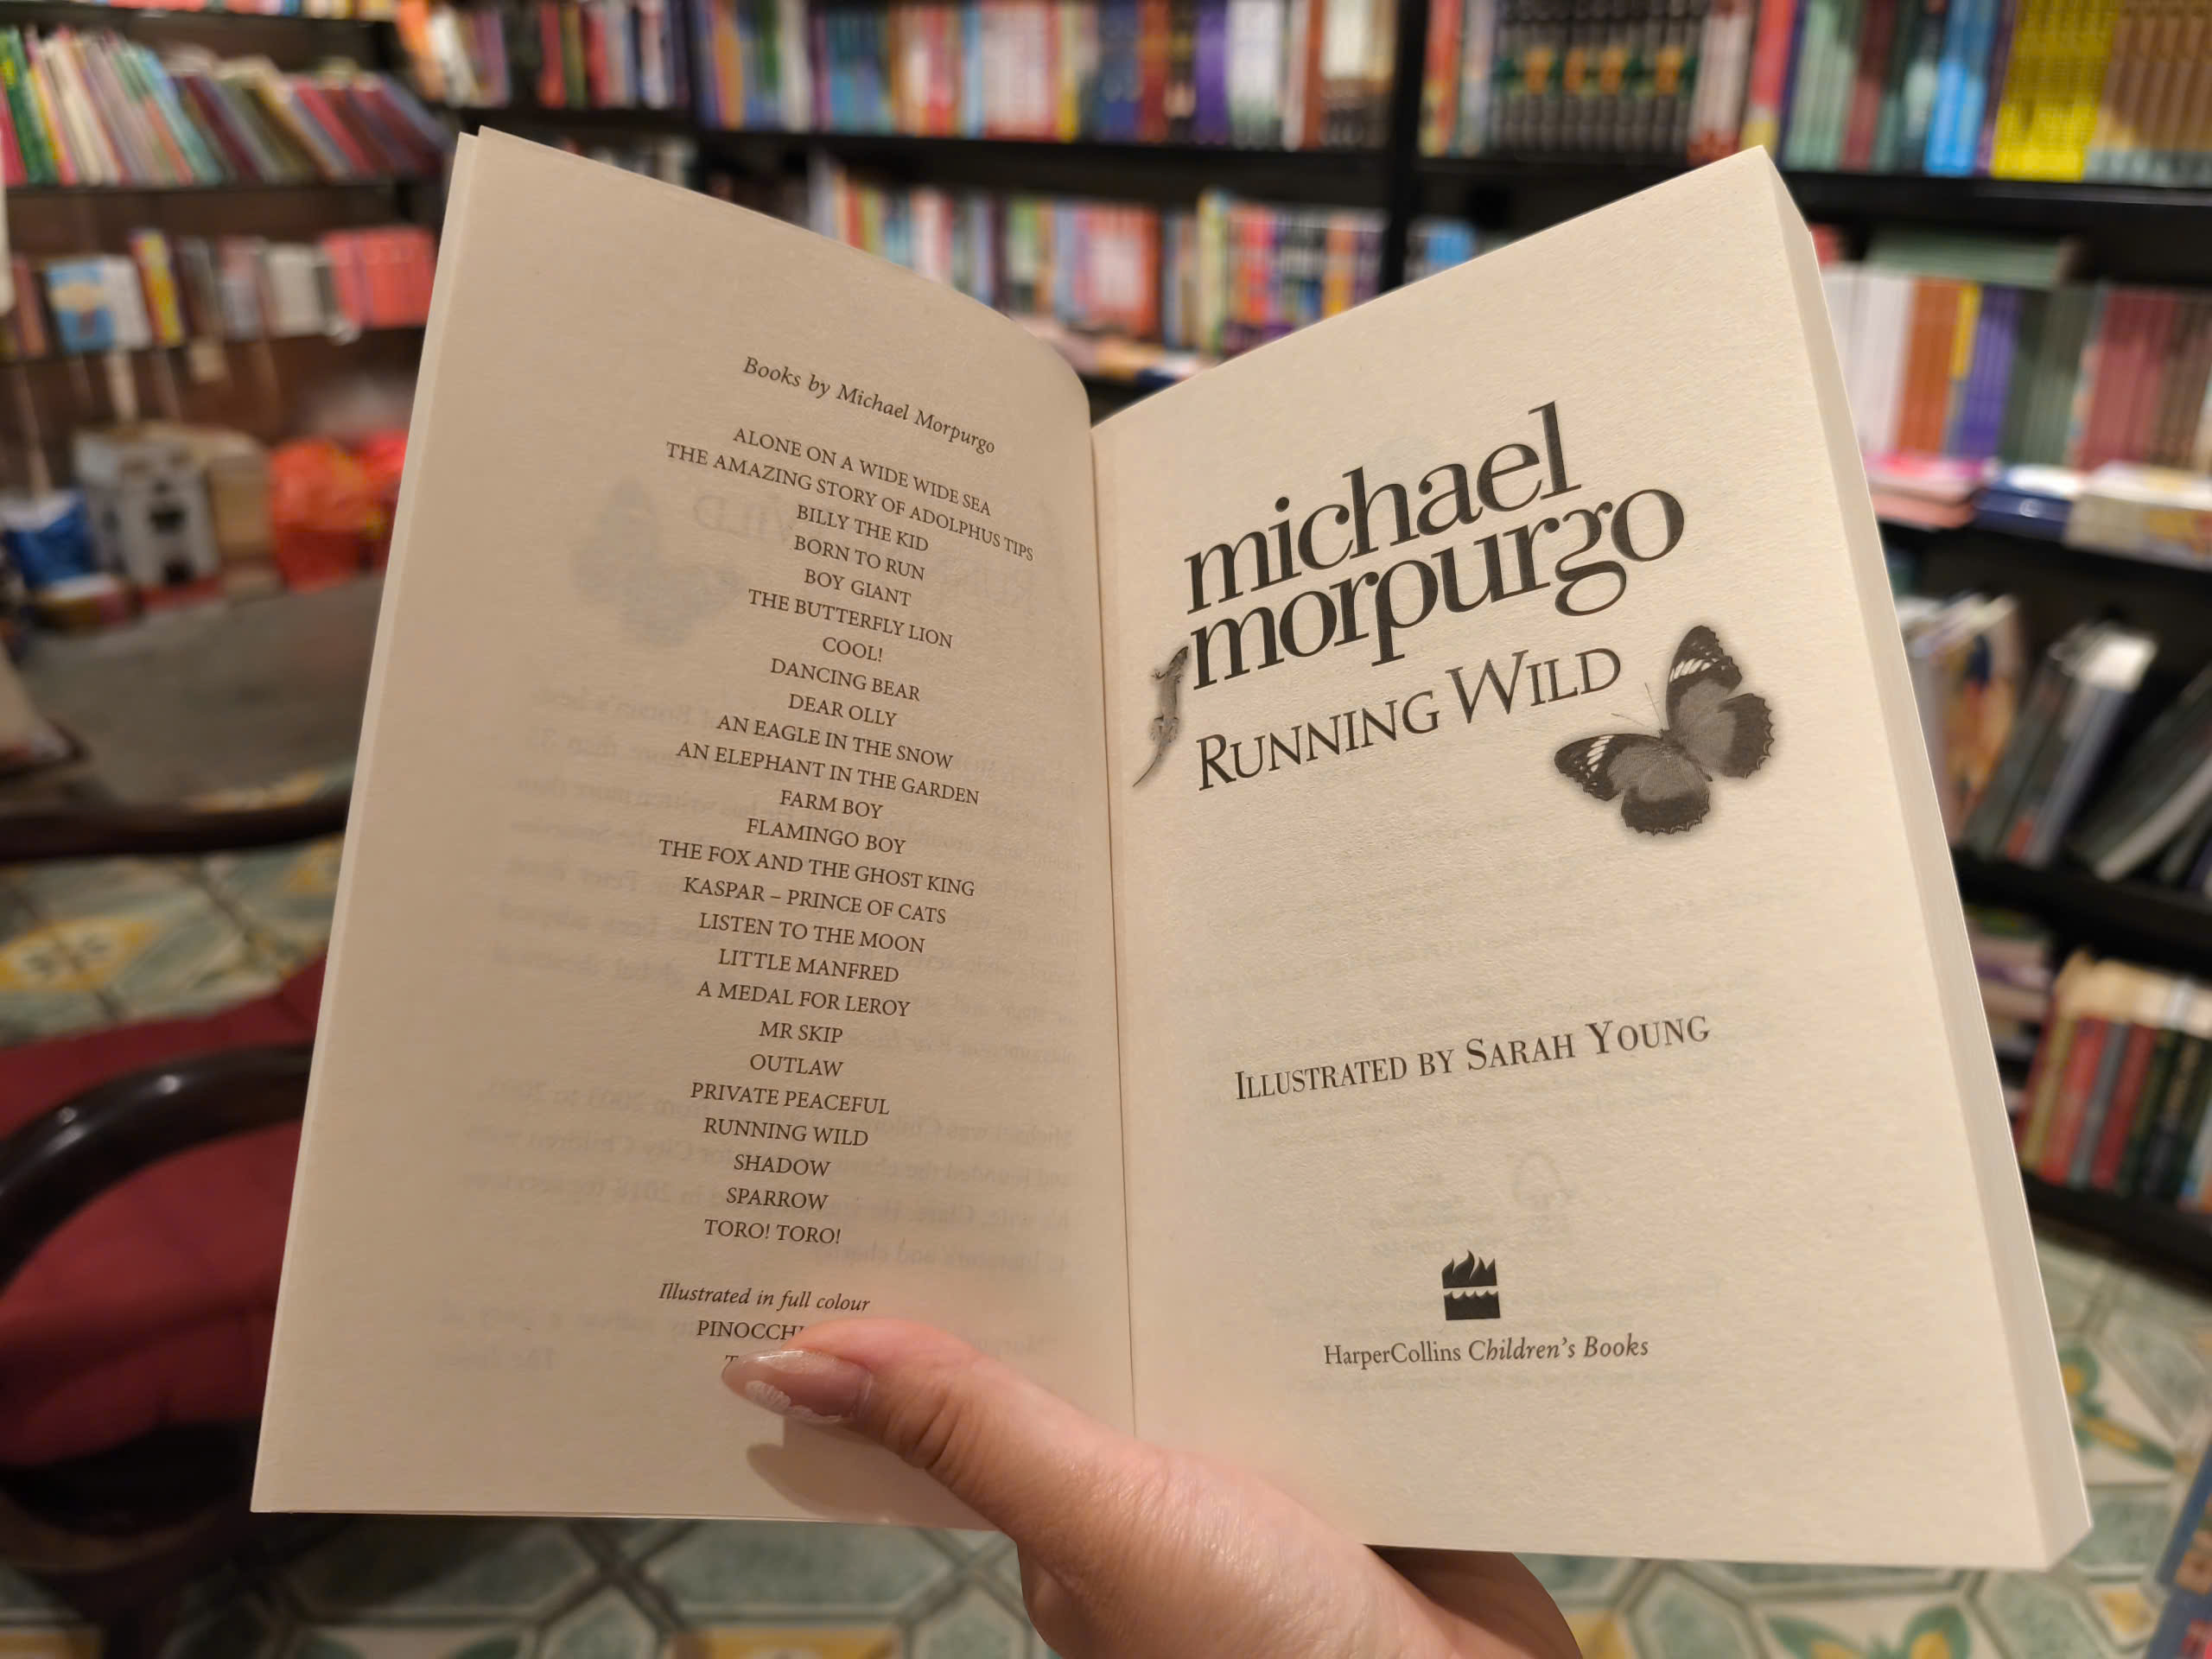 Books by Michael Morpurgo
ALONE ON A WIDE WIDE SEA
THE AMAZING STORY OF ADOLPHUS TIPS
BILLY THE KID
BORN TO RUN
BOY GIANT
THE BUTTERFLY LION
COOL!
DANCING BEAR
DEAR OLLY
AN EAGLE IN THE SNOW
AN ELEPHANT IN THE GARDEN
FARM BOY
FLAMINGO BOY
THE FOX AND THE GHOST KING
KASPAR – PRINCE OF CATS
LISTEN TO THE MOON
LITTLE MANFRED
A MEDAL FOR LEROY
MR SKIP
OUTLAW
PRIVATE PEACEFUL
RUNNING WILD
SHADOW
SPARROW
TORO! TORO!
Illustrated in full colour
PINOCCHI
michael
morpurgo
RUNNING WILD
ILLUSTRATED BY SARAH YOUNG
HarperCollins Children's Books